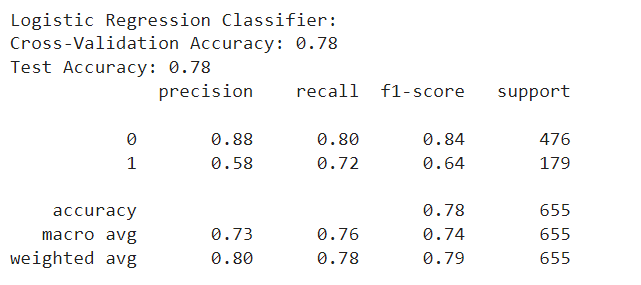 Logistic Regression Classifier:
Cross-Validation Accuracy: 0.78
Test Accuracy: 0.78
precision recall f1-score support
0 0.88 0.80 0.84 476
1 0.58 0.72 0.64 179
accuracy 0.78 655
macro avg 0.73 0.76 0.74 655
weighted avg 0.80 0.78 0.79 655